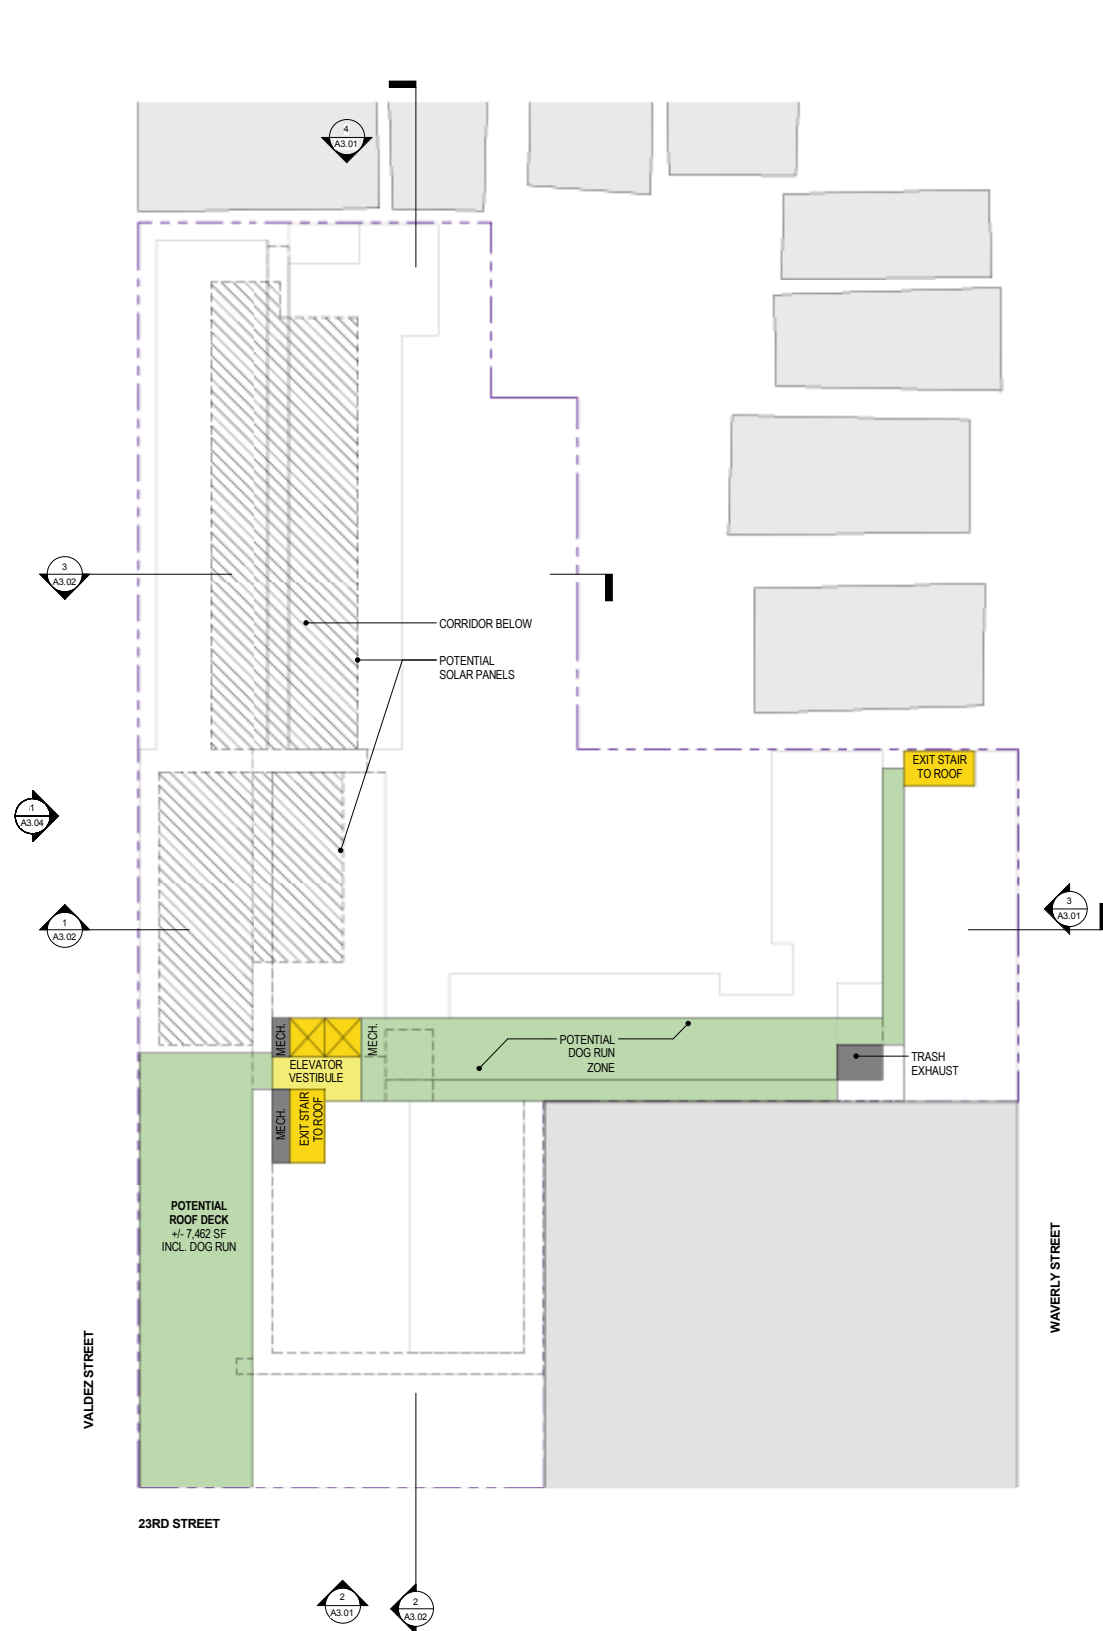 4
A3.01
3
A3.02
CORRIDOR BELOW
POTENTIAL
SOLAR PANELS
EXIT STAIR
TO ROOF
1
A3.04
3
A3.01
1
A3.02
MECH.
MECH.
POTENTIAL
DOG RUN
ZONE
TRASH
EXHAUST
ELEVATOR
VESTIBULE
MECH.
EXIT STAIR
TO ROOF
POTENTIAL
ROOF DECK
+/- 7,462 SF
INCL. DOG RUN
WAVERLY STREET
VALDEZ STREET
23RD STREET
2
A3.01
2
A3.02